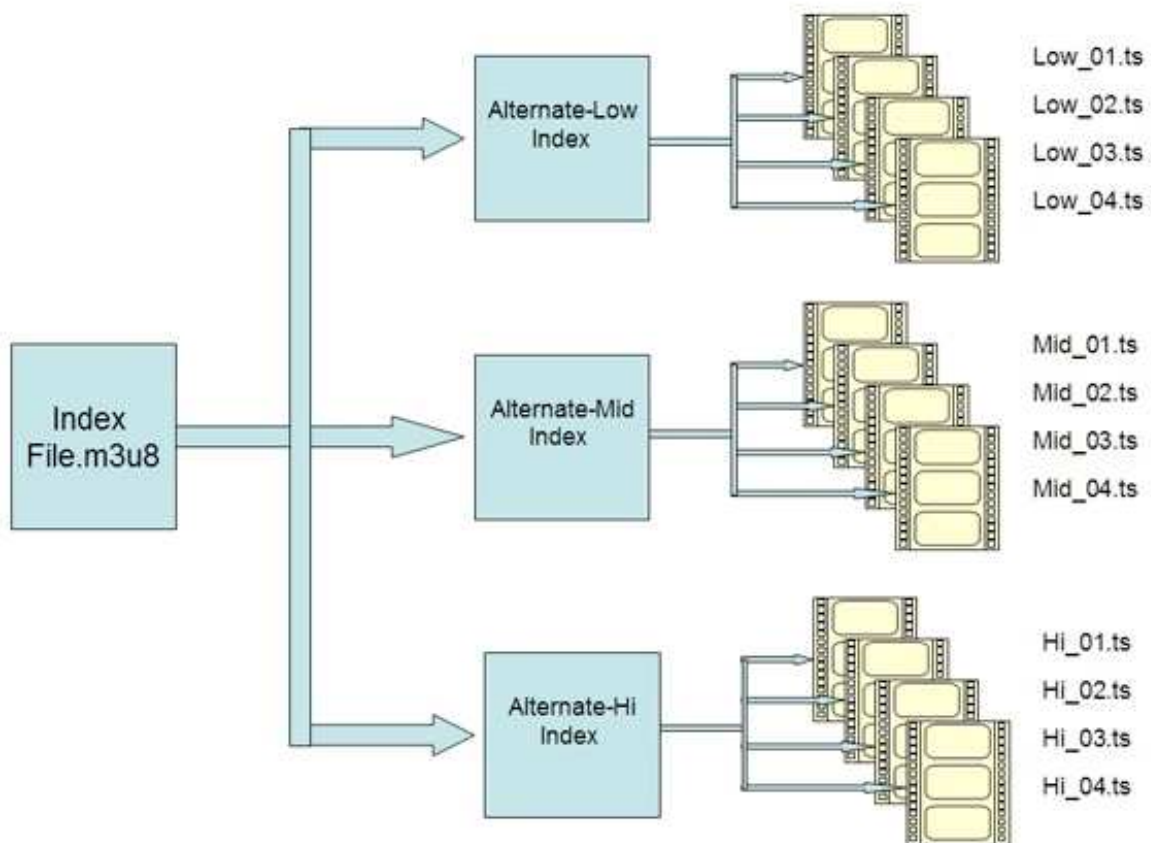 Index
File.m3u8
Alternate-Low
Index
Low_01.ts
Low_02.ts
Low_03.ts
Low_04.ts
Alternate-Mid
Index
Mid_01.ts
Mid_02.ts
Mid_03.ts
Mid_04.ts
Alternate-Hi
Index
Hi_01.ts
Hi_02.ts
Hi_03.ts
Hi_04.ts